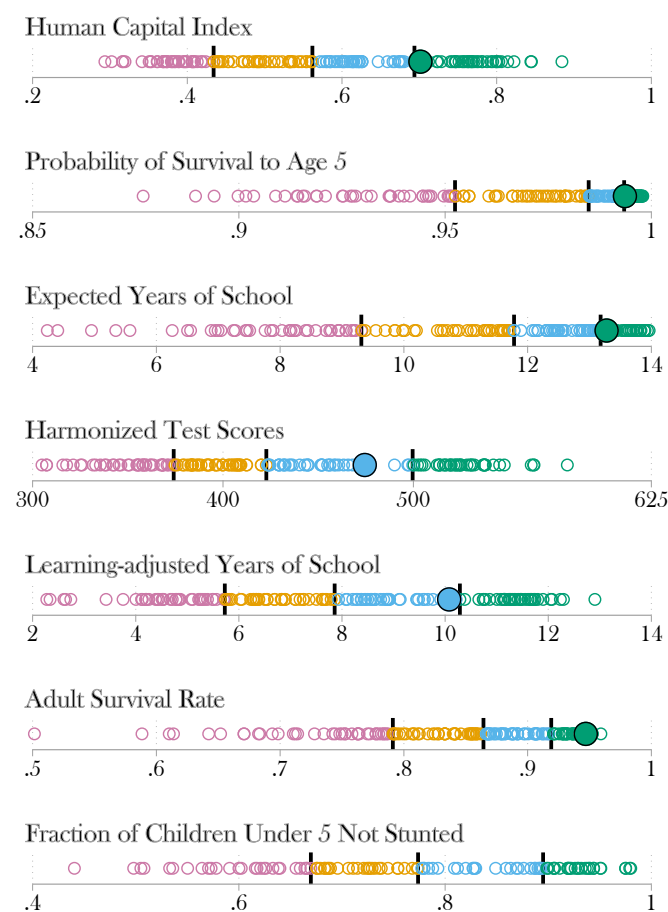 Human Capital Index
.2 .4 .6 .8 1
Probability of Survival to Age 5
.85 .9 .95 1
Expected Years of School
4 6 8 10 12 14
Harmonized Test Scores
300 400 500 625
Learning-adjusted Years of School
2 4 6 8 10 12 14
Adult Survival Rate
.5 .6 .7 .8 .9 1
Fraction of Children Under 5 Not Stunted
.4 .6 .8 1